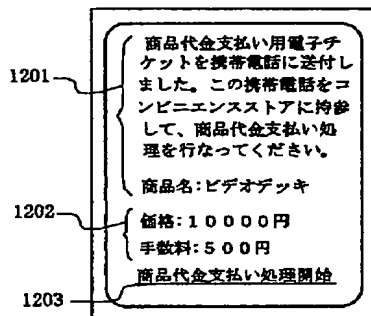 商品代金支払い用電子チ
ケットを携帯電話に送付し
ました。この携帯電話をコ
ンビニエンスストアに持参
して、商品代金支払い処
理を行なってください。
1201
商品名:ビデオデッキ
1202
価格:10000円
手数料:500円
商品代金支払い処理開始
1203